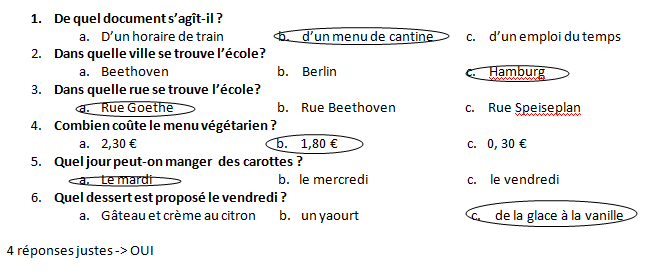 1. De quel document s’agît-il ?
a. D’un horaire de train b. d’un menu de cantine c. d’un emploi du temps
2. Dans quelle ville se trouve l’école?
a. Beethoven b. Berlin c. Hamburg
3. Dans quelle rue se trouve l’école?
a. Rue Goethe b. Rue Beethoven c. Rue Speiseplan
4. Combien coûte le menu végétarien ?
a. 2,30 € b. 1,80 € c. 0, 30 €
5. Quel jour peut-on manger des carottes ?
a. Le mardi b. le mercredi c. le vendredi
6. Quel dessert est proposé le vendredi ?
a. Gâteau et crème au citron b. un yaourt c. de la glace à la vanille
4 réponses justes -> OUI